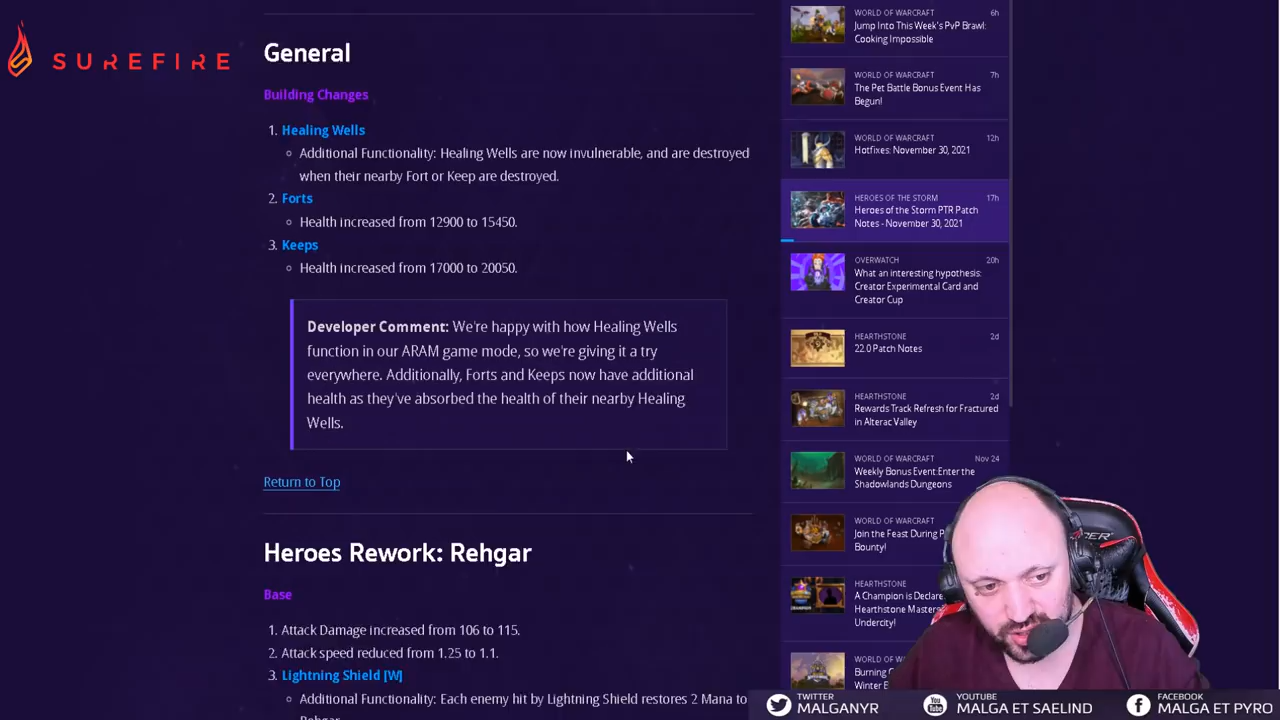 SUREFIRE
General
Building Changes
1. Healing Wells
Additional Functionality: Healing Wells are now invulnerable, and are destroyed
when their nearby Fort or Keep are destroyed.
2. Forts
Health increased from 12900 to 15450.
3. Keeps
Health increased from 17000 to 20050.
Developer Comment: We're happy with how Healing Wells
function in our ARAM game mode, so we're giving it a try
everywhere. Additionally, Forts and Keeps now have additional
health as they've absorbed the health of their nearby Healing
Wells.
Return to Top
Heroes Rework: Rehgar
Base
1. Attack Damage increased from 106 to 115.
2. Attack speed reduced from 1.25 to 1.1.
3. Lightning Shield [W]
Additional Functionality: Each enemy hit by Lightning Shield restores 2 Mana to
Rehgar.
WORLD OF WARCRAFT 6h
Jump Into This Week's PvP Brawl:
Cooking Impossible
WORLD OF WARCRAFT 7h
The Pet Battle Bonus Event Has
Begun!
WORLD OF WARCRAFT 12h
Hotfixes: November 30, 2021
HEROES OF THE STORM 17h
Heroes of the Storm PTR Patch
Notes - November 30, 2021
OVERWATCH 20h
What an interesting hypothesis:
Creator Experimental Card and
Creator Cup
HEARTHSTONE 2d
22.0 Patch Notes
HEARTHSTONE 2d
Rewards Track Refresh for Fractured
in Alterac Valley
WORLD OF WARCRAFT Nov 24
Weekly Bonus Event:Enter the
Shadowlands Dungeons
WORLD OF WARCRAFT
Join the Feast During P
Bounty!
HEARTHSTONE
A Champion is Declare
Hearthstone Master
Undercity!
WORLD OF WA
Burning C
Winter E
TWITTER
MALGANYR
YOUTUBE
MALGA ET SAELIND
FACEBOOK
MALGA ET PYRO